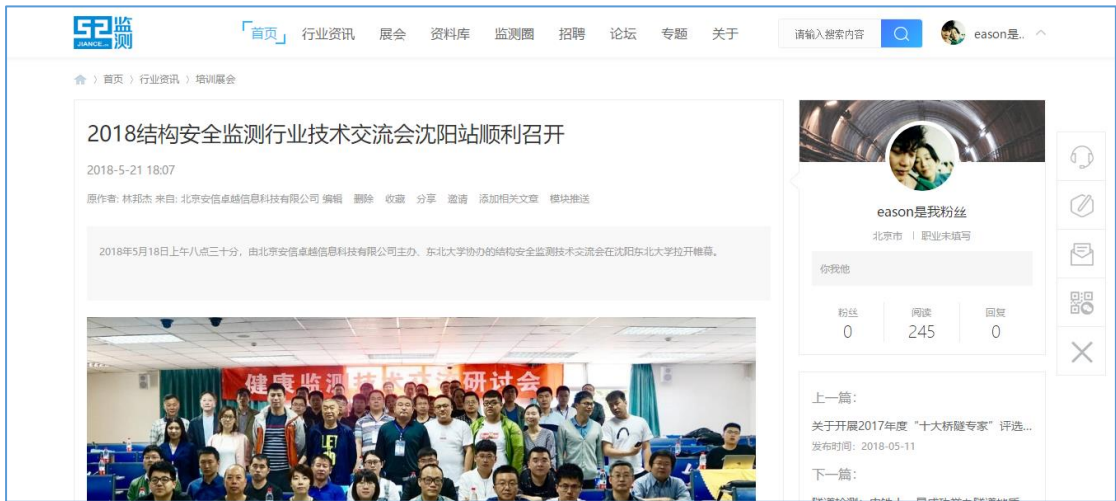 52监测
JIANCE
首页 行业资讯 展会 资料库 监测圈 招聘 论坛 专题 关于
请输入搜索内容
eason是..
首页 〉 行业资讯 〉 培训展会
2018结构安全监测行业技术交流会沈阳站顺利召开
2018-5-21 18:07
原作者: 林邦杰 来自: 北京安信卓越信息科技有限公司 编辑 删除 收藏 分享 邀请 添加相关文章 模块推送
2018年5月18日上午八点三十分，由北京安信卓越信息科技有限公司主办、东北大学协办的结构安全监测技术交流会在沈阳东北大学拉开帷幕。
健康监测技术交流研讨会
eason是我粉丝
北京市 | 职业未填写
你我他
粉丝 阅读 回复
0 245 0
上一篇：
关于开展2017年度“十大桥隧专家”评选...
发布时间：2018-05-11
下一篇：